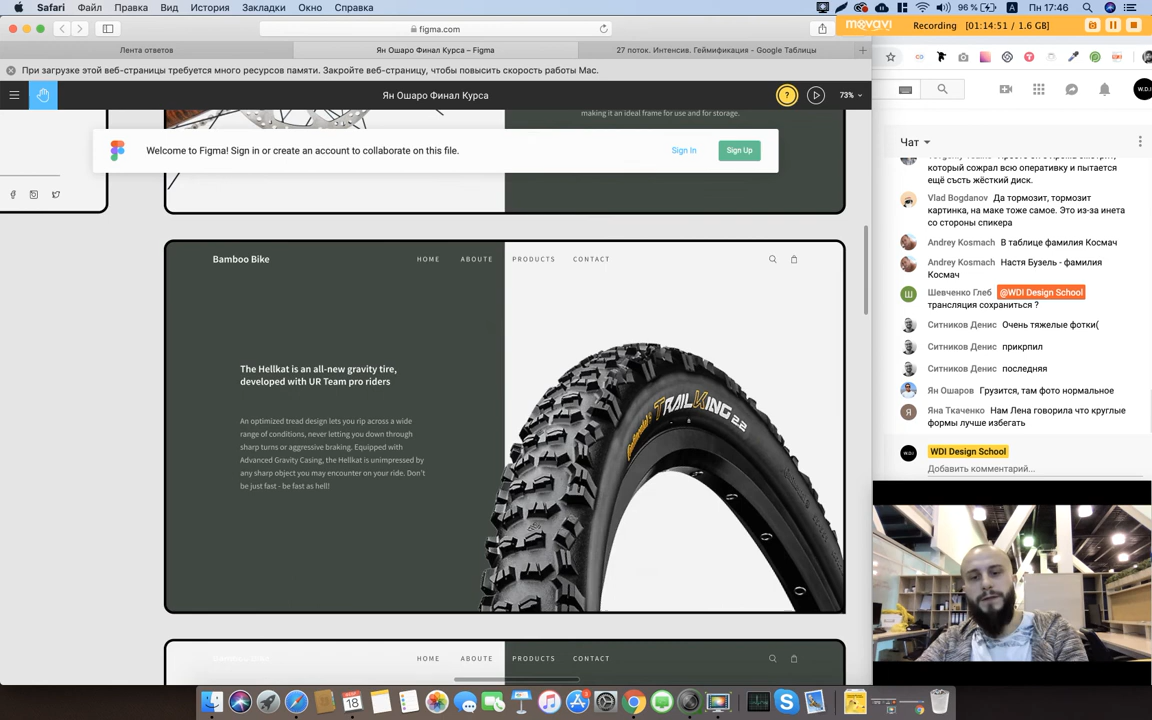 Safari Файл Правка Вид История Закладки Окно Справка
96 % Пн 17:46
movavi Recording [01:14:51 / 1.6 GB]
figma.com
Лента ответов
Ян Ошаро Финал Курса – Figma
27 поток. Интенсив. Геймификация - Google Таблицы
При загрузке этой веб-страницы требуется много ресурсов памяти. Закройте веб-страницу, чтобы повысить скорость работы Mac.
Ян Ошаро Финал Курса
? 73%
making it an ideal frame for use and for storage.
Welcome to Figma! Sign in or create an account to collaborate on this file.
Sign In
Sign Up
Bamboo Bike
HOME ABOUTE PRODUCTS CONTACT
The Hellkat is an all-new gravity tire,
developed with UR Team pro riders
An optimized tread design lets you rip across a wide
range of conditions, never letting you down through
sharp turns or aggressive braking. Equipped with
Advanced Gravity Casing, the Hellkat is unimpressed by
any sharp object you may encounter on your ride. Don't
be just fast - be fast as hell!
Continental
TRAILKING 2.2
HOME ABOUTE PRODUCTS CONTACT
W.D.I
Чат
который сожрал всю оперативку и пытается
ещё състь жёсткий диск.
Vlad Bogdanov Да тормозит, тормозит
картинка, на маке тоже самое. Это из-за инета
со стороны спикера
Andrey Kosmach В таблице фамилия Космач
Andrey Kosmach Настя Бузель - фамилия
Космач
Ш
Шевченко Глеб @WDI Design School
трансляция сохраниться ?
Ситников Денис Очень тяжелые фотки(
Ситников Денис прикрпил
Ситников Денис последняя
Ян Ошаров Грузится, там фото нормальное
Я
Яна Ткаченко Нам Лена говорила что круглые
формы лучше избегать
WDI Design School
Добавить комментарий...
18